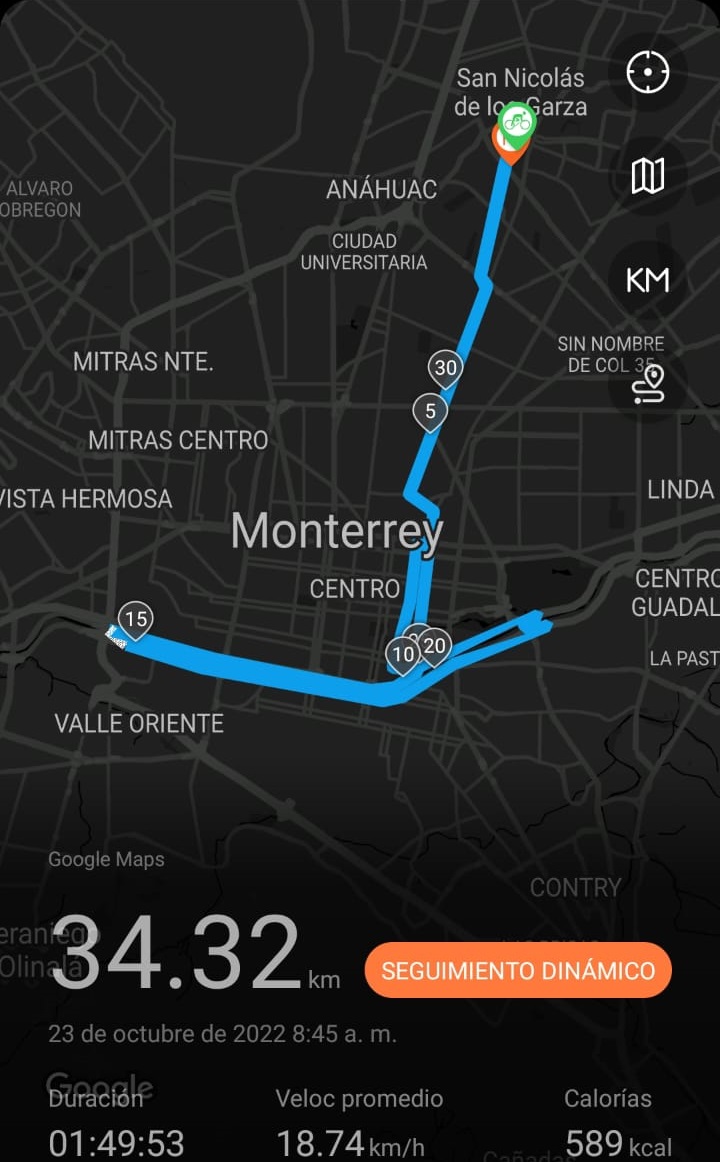 San Nicolás
de los Garza
ALVARO
OBREGON
ANÁHUAC
CIUDAD
UNIVERSITARIA
KM
SIN NOMBRE
DE COL 35
MITRAS NTE.
30
5
MITRAS CENTRO
VISTA HERMOSA
LINDA
Monterrey
CENTRO
CENTRO
GUADAL
15
10
20
LA PAST
VALLE ORIENTE
Google Maps
CONTRY
eraniego
Olinalá
34.32 km
SEGUIMIENTO DINÁMICO
23 de octubre de 2022 8:45 a. m.
Google
Duración
Veloc promedio
Calorías
01:49:53
18.74 km/h
589 kcal
Cañadas